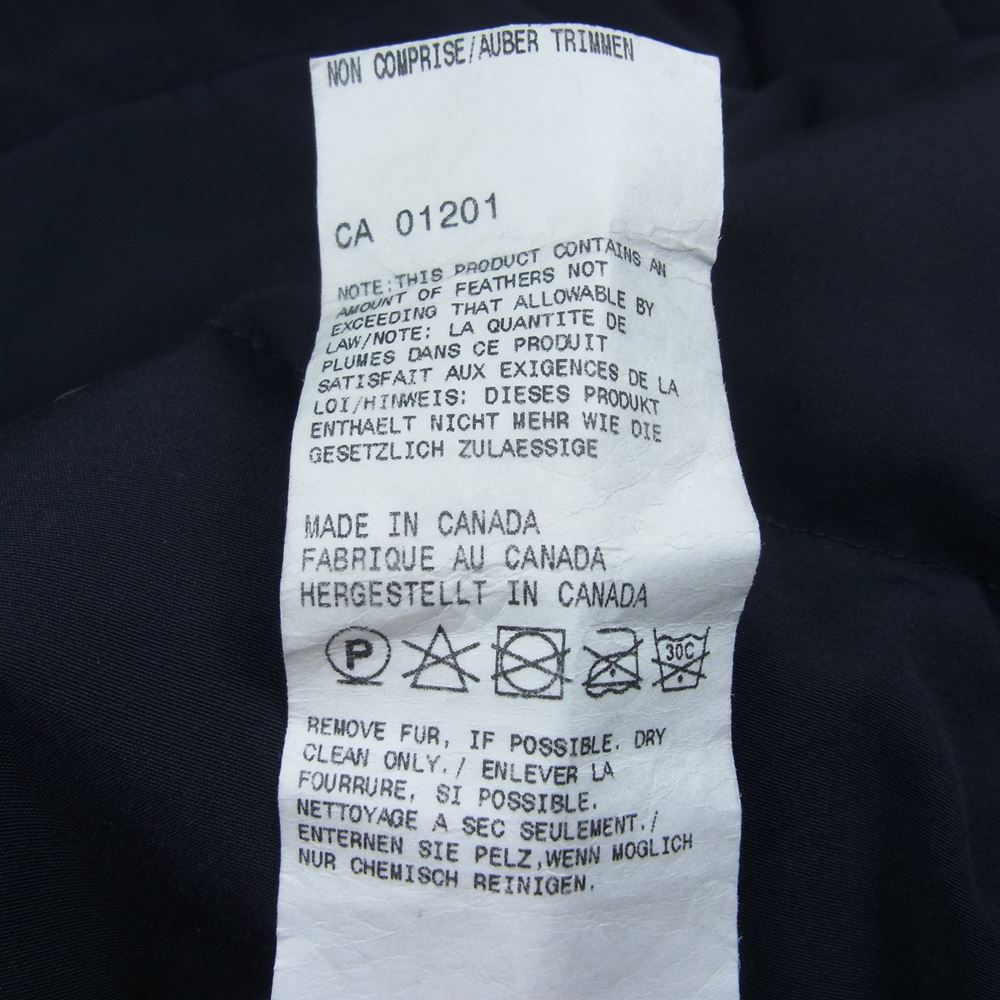 NON COMPRISE/AUBER TRIMMEN
CA 01201
NOTE:THIS PRODUCT CONTAINS AN
AMOUNT OF FEATHERS NOT
EXCEEDING THAT ALLOWABLE BY
LAW/NOTE: LA QUANTITE DE
PLUMES DANS CE PRODUIT
SATISFAIT AUX EXIGENCES DE LA
LOI/HINWEIS: DIESES PRODUKT
ENTHAELT NICHT MEHR WIE DIE
GESETZLICH ZULAESSIGE
MADE IN CANADA
FABRIQUE AU CANADA
HERGESTELLT IN CANADA
P 30C
REMOVE FUR, IF POSSIBLE. DRY
CLEAN ONLY./ ENLEVER LA
FOURRURE, SI POSSIBLE.
NETTOYAGE A SEC SEULEMENT./
ENTERNEN SIE PELZ,WENN MOGLICH
NUR CHEMISCH REINIGEN.